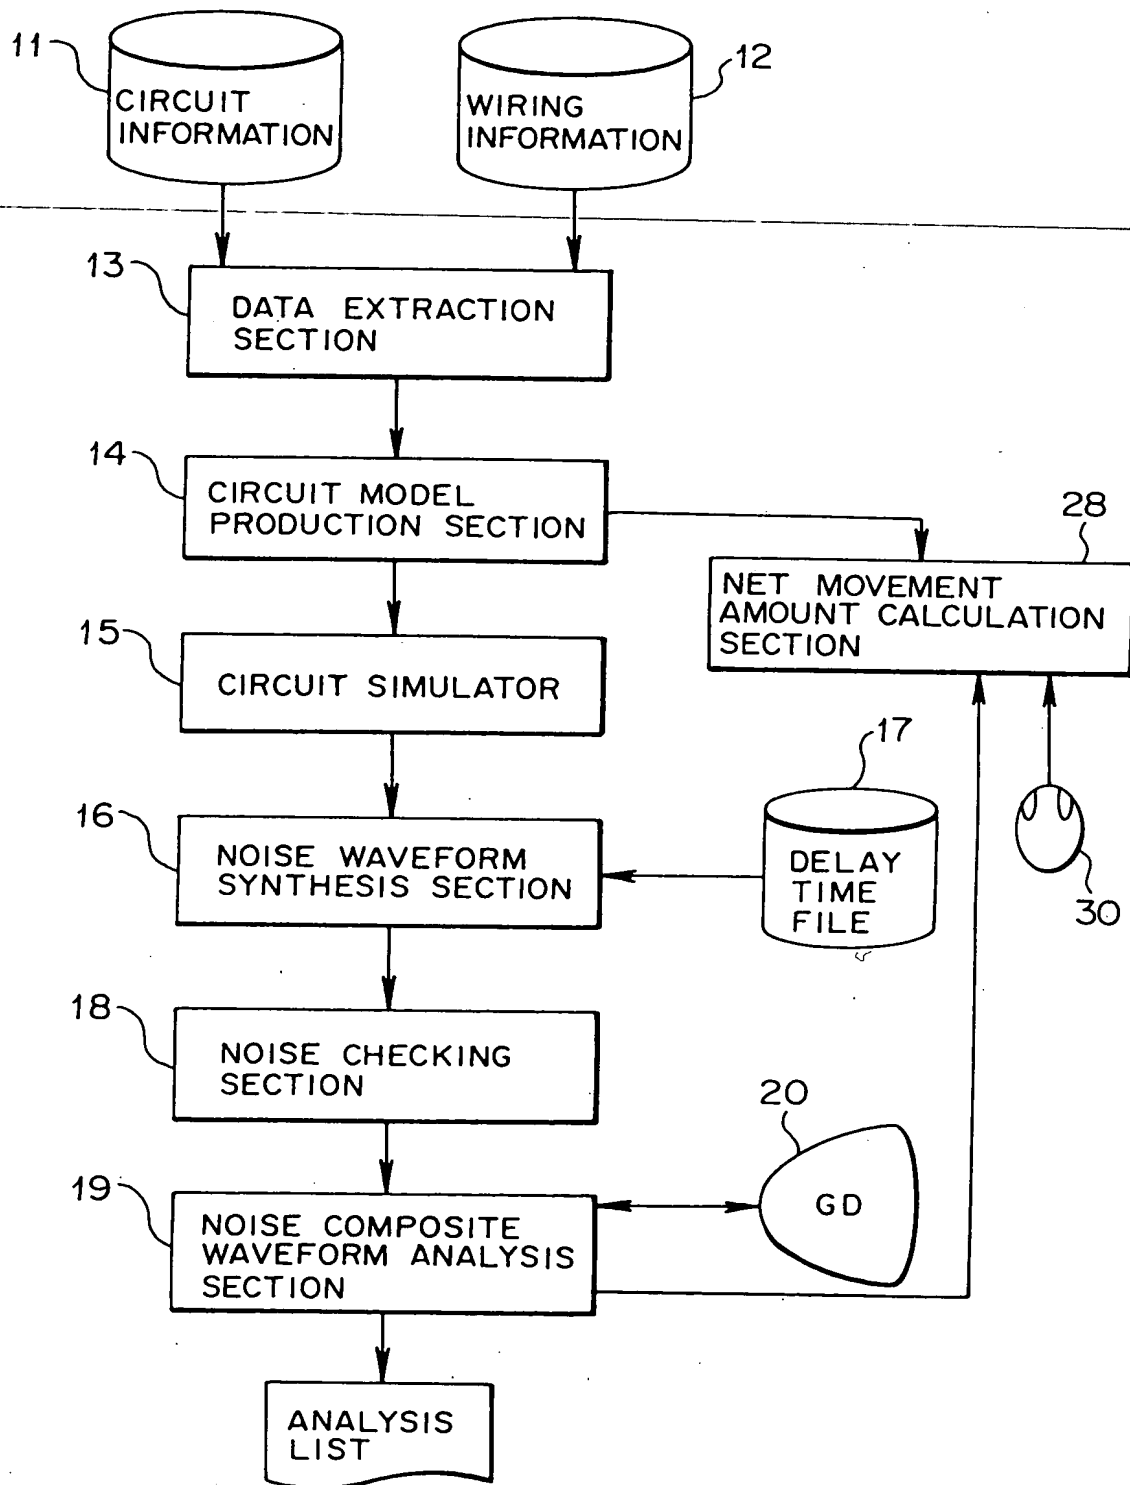 11
CIRCUIT
INFORMATION
WIRING
INFORMATION
12
13
DATA EXTRACTION
SECTION
14
CIRCUIT MODEL
PRODUCTION SECTION
28
NET MOVEMENT
AMOUNT CALCULATION
SECTION
15
CIRCUIT SIMULATOR
17
DELAY
TIME
FILE
30
16
NOISE WAVEFORM
SYNTHESIS SECTION
18
NOISE CHECKING
SECTION
20
GD
19
NOISE COMPOSITE
WAVEFORM ANALYSIS
SECTION
ANALYSIS
LIST